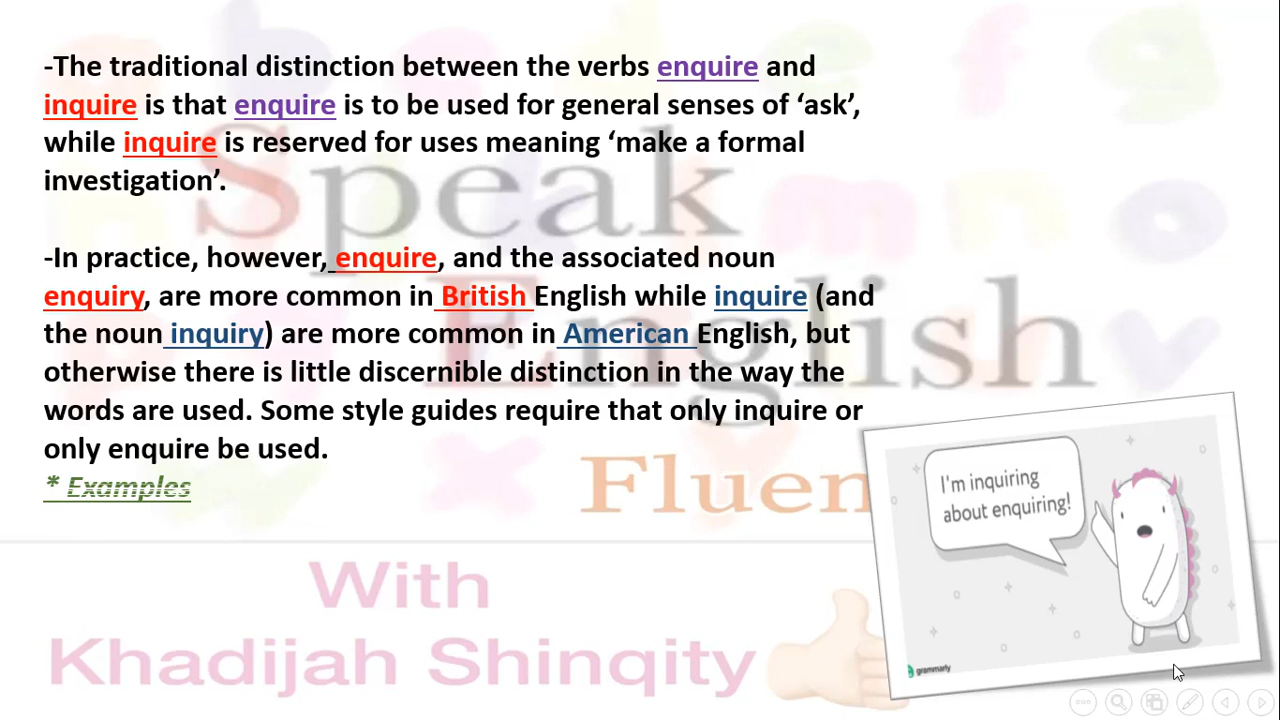 -The traditional distinction between the verbs enquire and
inquire is that enquire is to be used for general senses of ‘ask’,
while inquire is reserved for uses meaning ‘make a formal
investigation’.
-In practice, however, enquire, and the associated noun
enquiry, are more common in British English while inquire (and
the noun inquiry) are more common in American English, but
otherwise there is little discernible distinction in the way the
words are used. Some style guides require that only inquire or
only enquire be used.
* Examples
Speak
English
Fluen
With
Khadijah Shinqity
I'm inquiring
about enquiring!
grammarly